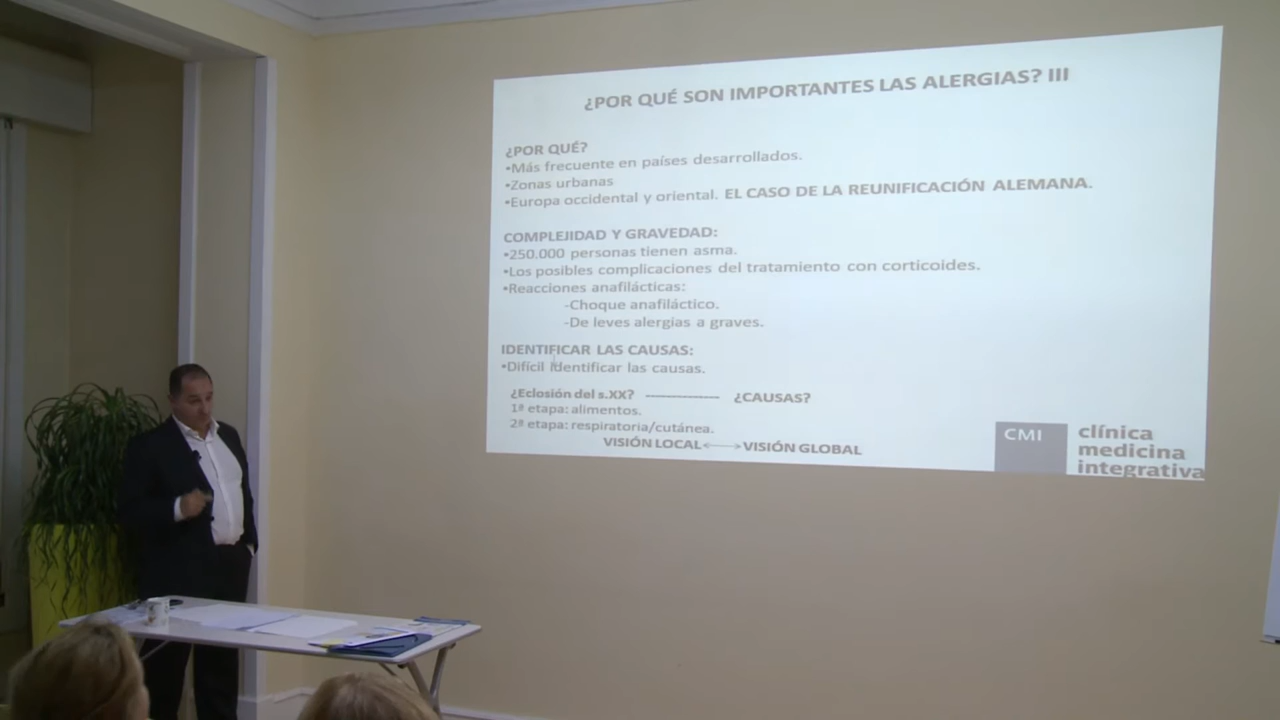 ¿POR QUÉ SON IMPORTANTES LAS ALERGIAS? III
¿POR QUÉ?
•Más frecuente en países desarrollados.
•Zonas urbanas
•Europa occidental y oriental. EL CASO DE LA REUNIFICACIÓN ALEMANA.
COMPLEJIDAD Y GRAVEDAD:
•250.000 personas tienen asma.
•Los posibles complicaciones del tratamiento con corticoides.
•Reacciones anafilácticas:
-Choque anafiláctico.
-De leves alergias a graves.
IDENTIFICAR LAS CAUSAS:
•Difícil identificar las causas.
¿Eclosión del s.XX? ------------- ¿CAUSAS?
1ª etapa: alimentos.
2ª etapa: respiratoria/cutánea.
VISIÓN LOCAL<---->VISIÓN GLOBAL
CMI
clínica
medicina
integrativa